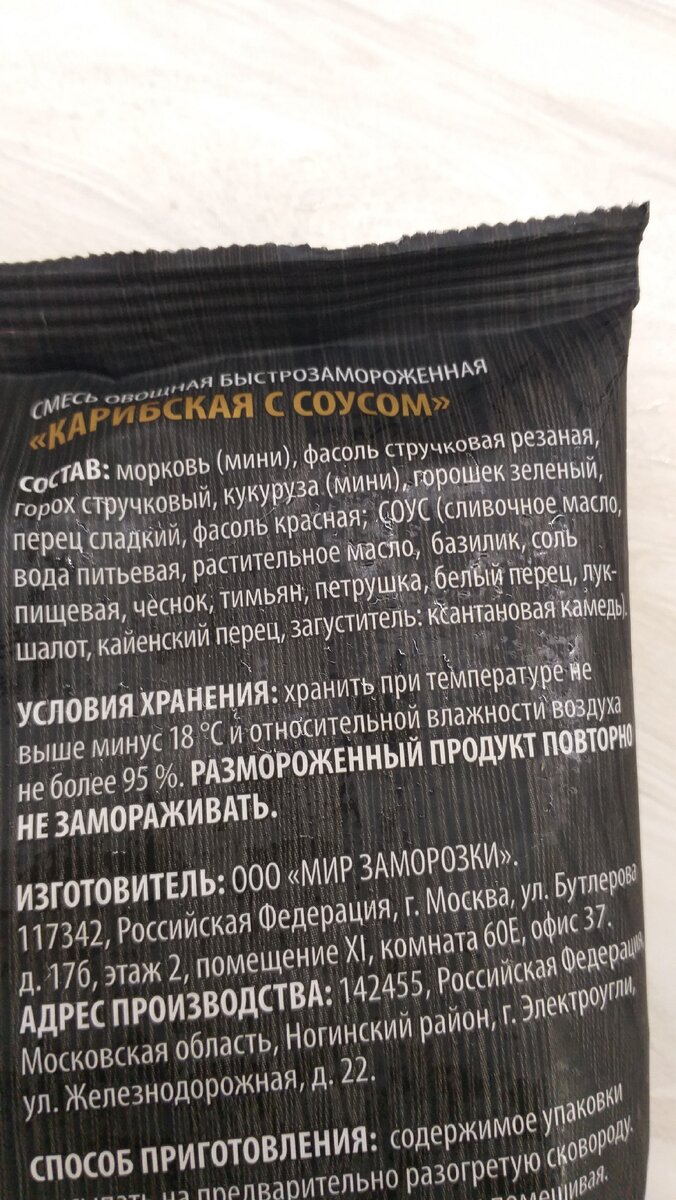 СМЕСЬ ОВОЩНАЯ БЫСТРОЗАМОРОЖЕННАЯ
«КАРИБСКАЯ С СОУСОМ»
СОСТАВ: морковь (мини), фасоль стручковая резаная,
горох стручковый, кукуруза (мини), горошек зеленый,
перец сладкий, фасоль красная; СОУС (сливочное масло,
вода питьевая, растительное масло, базилик, соль
пищевая, чеснок, тимьян, петрушка, белый перец, лук-
шалот, кайенский перец, загуститель: ксантановая камедь).
УСЛОВИЯ ХРАНЕНИЯ: хранить при температуре не
выше минус 18 °С и относительной влажности воздуха
не более 95 %. РАЗМОРОЖЕННЫЙ ПРОДУКТ ПОВТОРНО
НЕ ЗАМОРАЖИВАТЬ.
ИЗГОТОВИТЕЛЬ: ООО «МИР ЗАМОРОЗКИ».
117342, Российская Федерация, г. Москва, ул. Бутлерова
д. 17б, этаж 2, помещение XI, комната 60Е, офис 37.
АДРЕС ПРОИЗВОДСТВА: 142455, Российская Федерация,
Московская область, Ногинский район, г. Электроугли,
ул. Железнодорожная, д. 22.
СПОСОБ ПРИГОТОВЛЕНИЯ: содержимое упаковки
на предварительно разогретую сковороду.
помешивая.